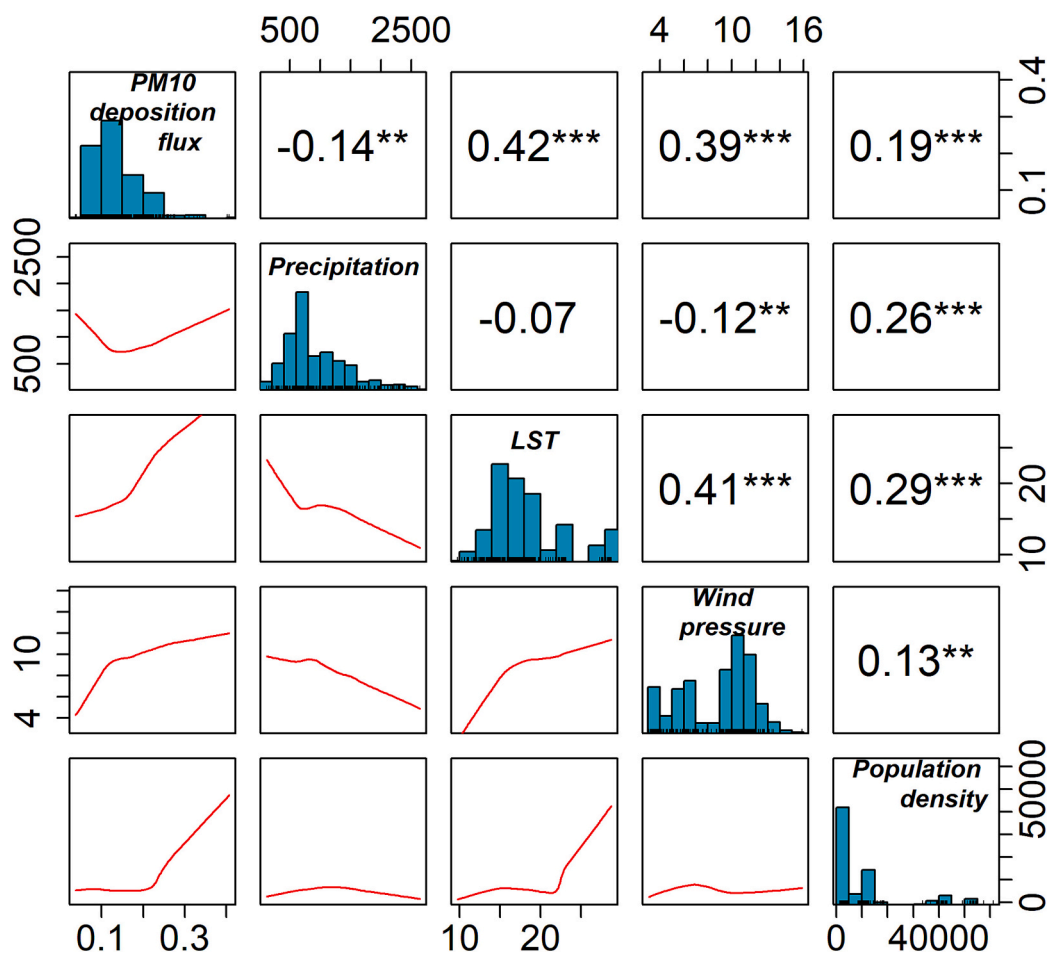 500 2500 4 10 16
PM10
deposition
flux
-0.14** 0.42*** 0.39*** 0.19***
0.1 0.4
2500
500
Precipitation
-0.07 -0.12** 0.26***
LST
0.41*** 0.29***
10 20
4 10
Wind
pressure
0.13**
Population
density
0 50000
0.1 0.3 10 20 0 40000